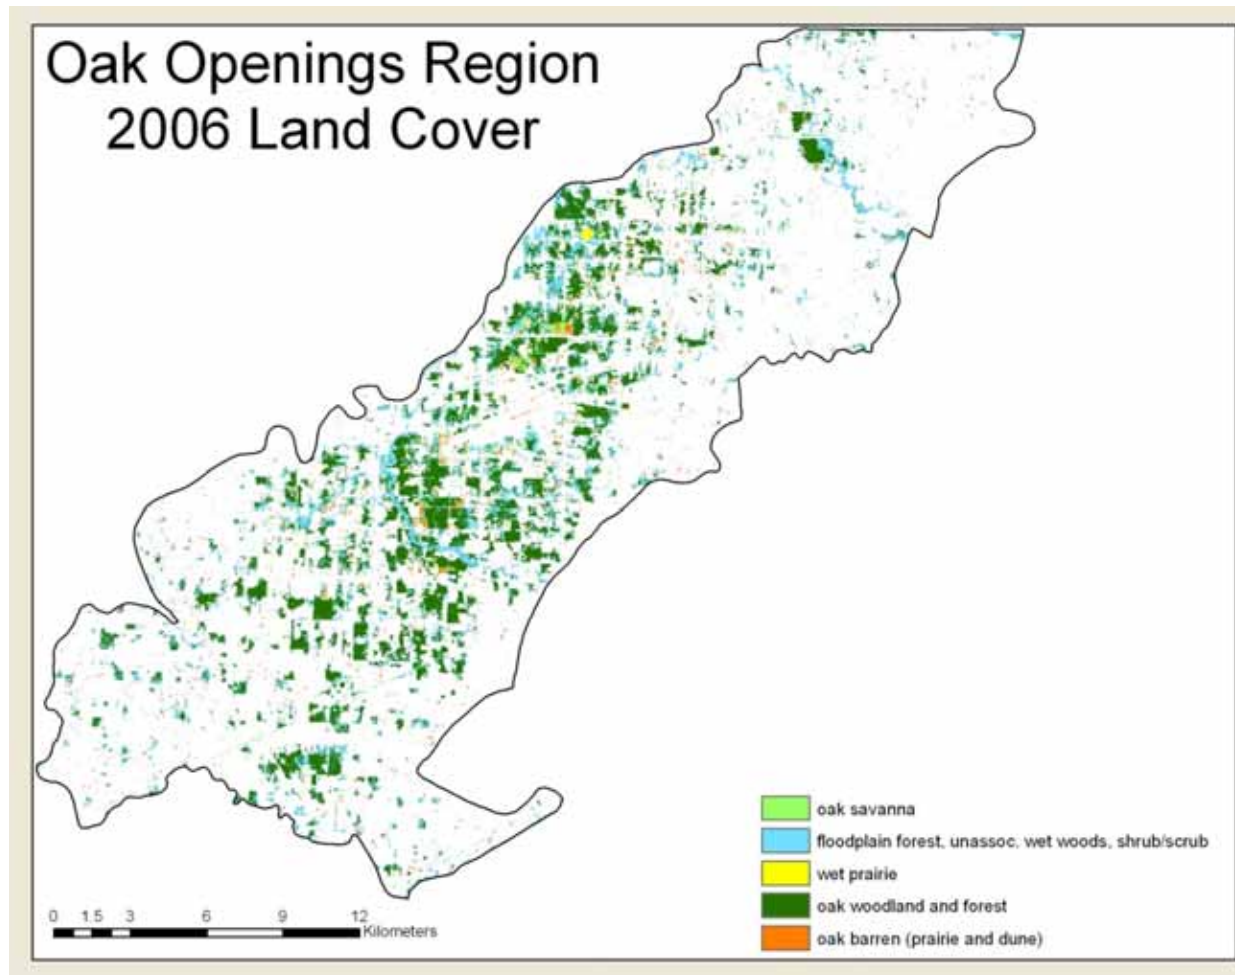 Oak Openings Region
2006 Land Cover
oak savanna
floodplain forest, unassoc, wet woods, shrub/scrub
wet prairie
oak woodland and forest
oak barren (prairie and dune)
0 1.5 3 6 9 12
Kilometers